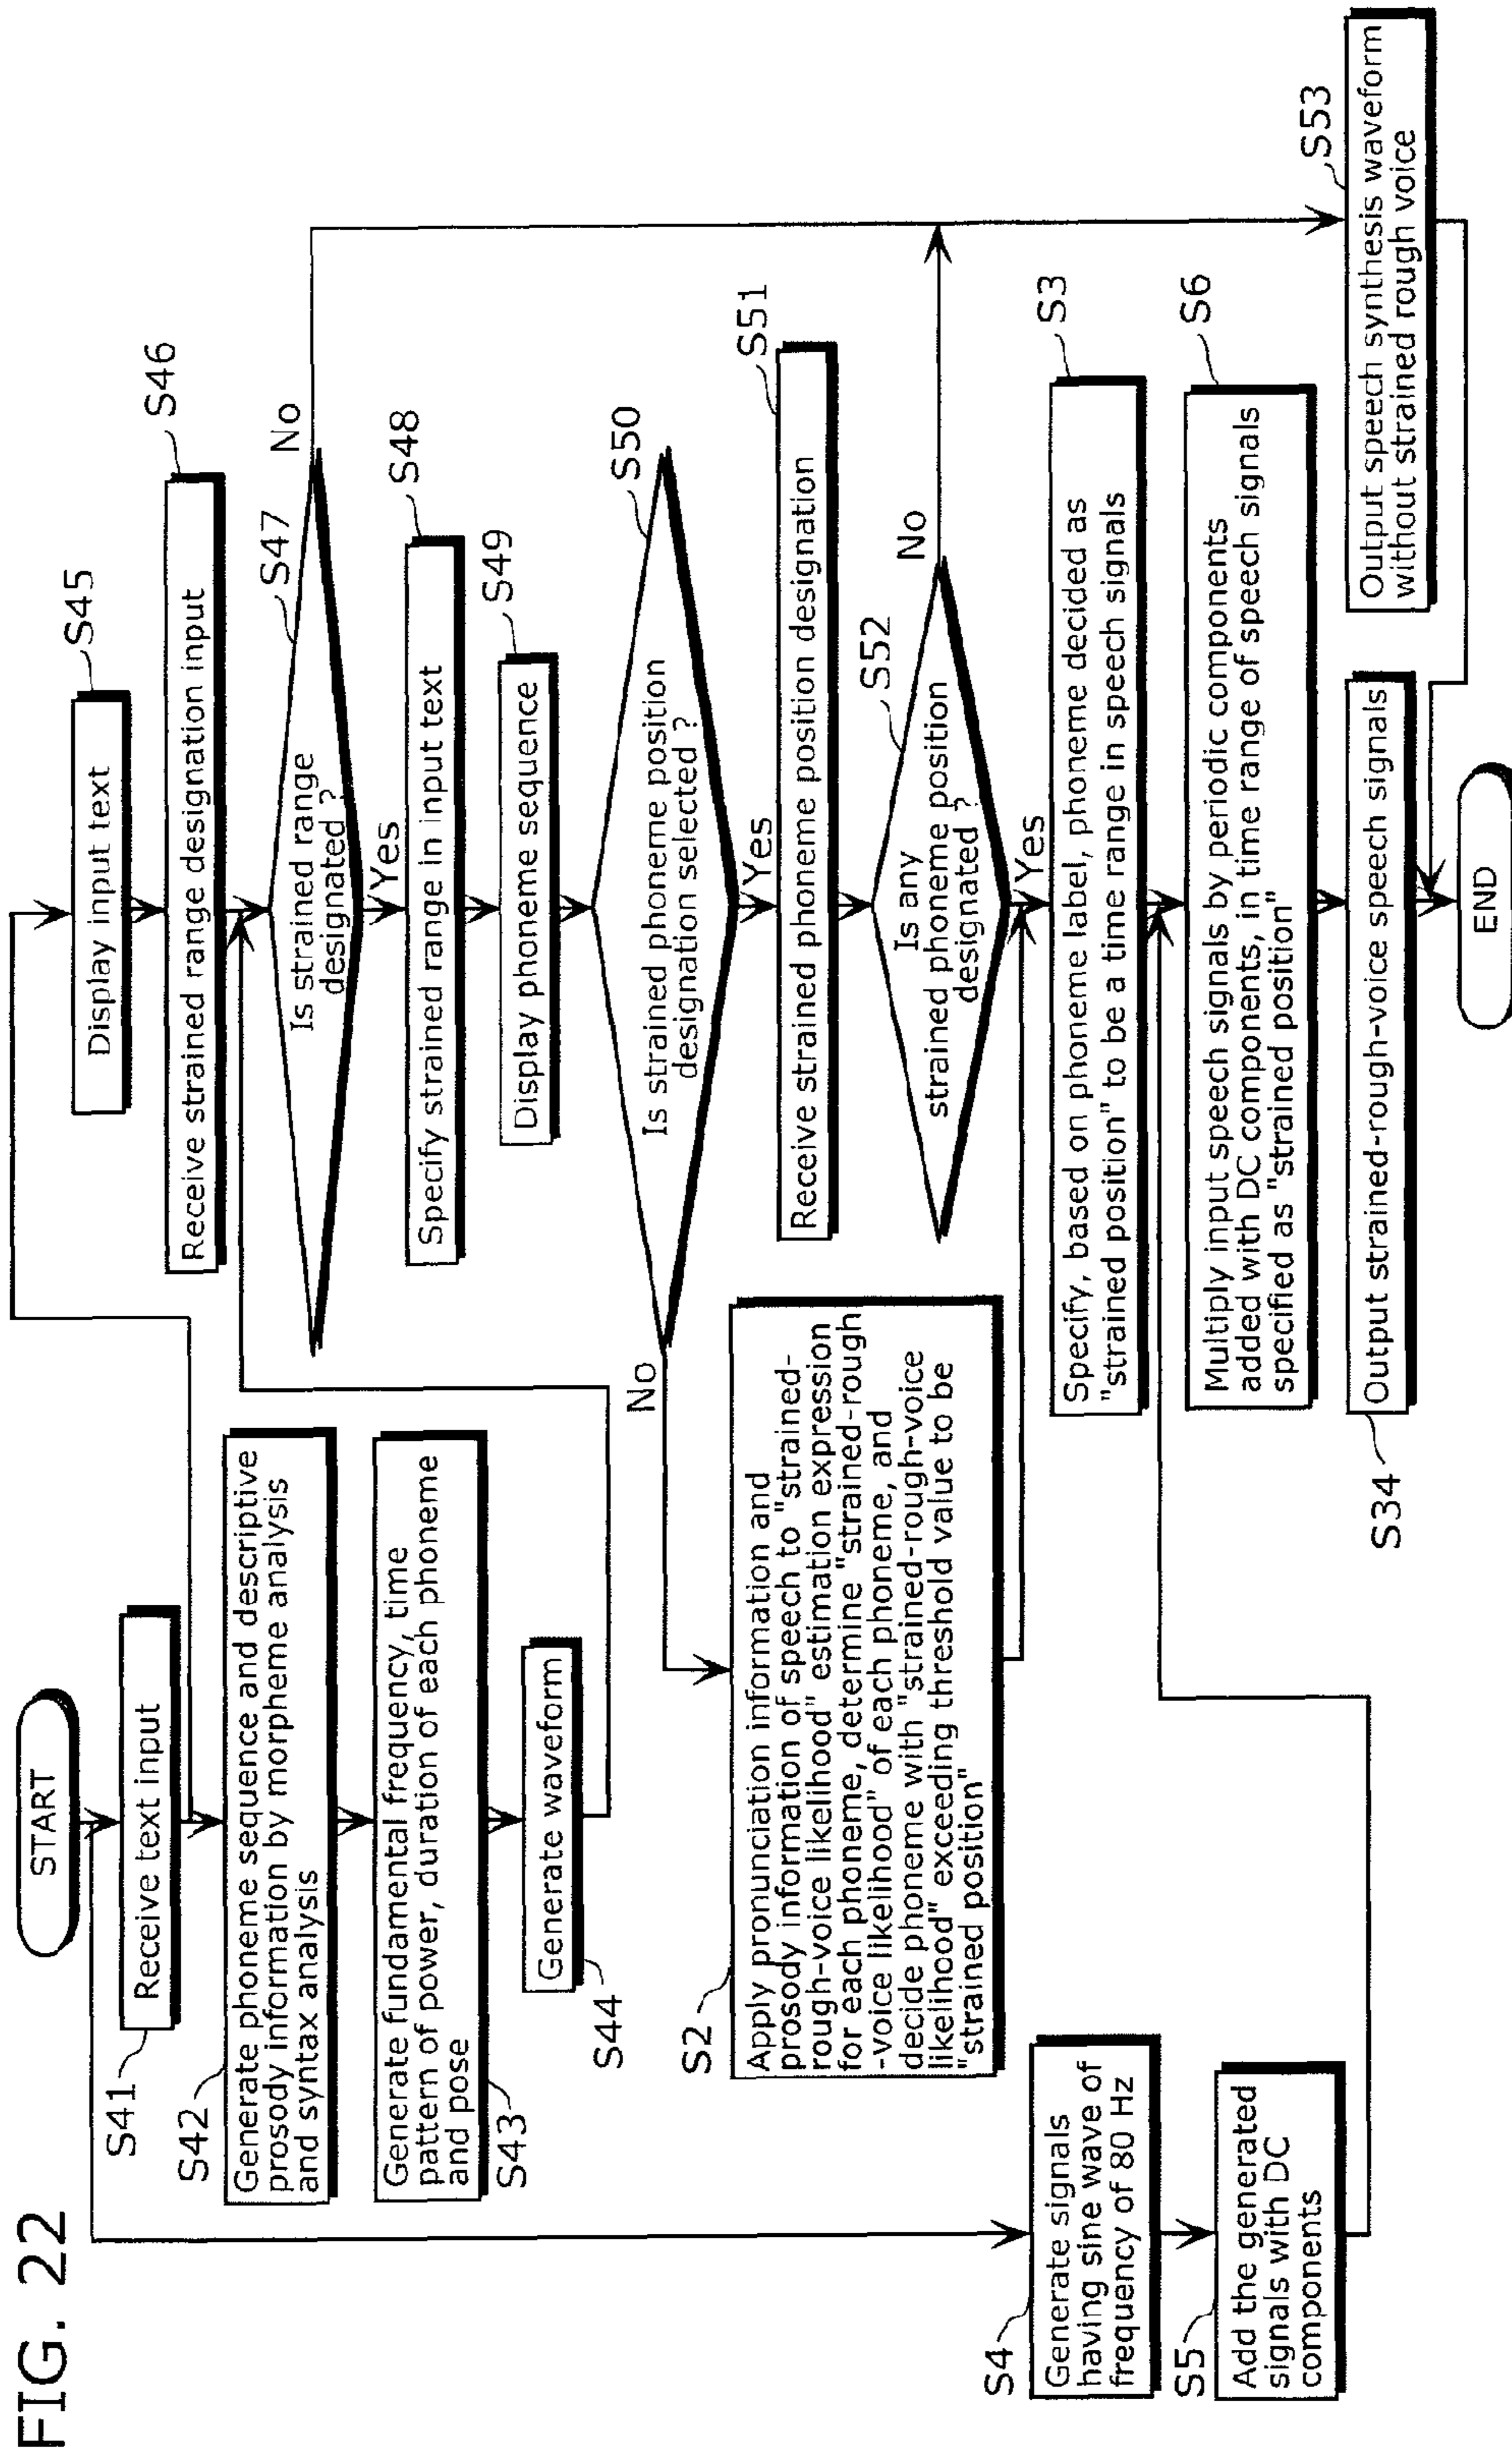 FIG. 22
START
S41
Receive text input
S42
Generate phoneme sequence and descriptive
prosody information by morpheme analysis
and syntax analysis
S43
Generate fundamental frequency, time
pattern of power, duration of each phoneme
and pose
S44
Generate waveform
S45
Display input text
S46
Receive strained range designation input
S47
Is strained range
designated ?
No
Yes
S48
Specify strained range in input text
S49
Display phoneme sequence
S50
Is strained phoneme position
designation selected ?
No
Yes
S2
Apply pronunciation information and
prosody information of speech to "strained-
rough-voice likelihood" estimation expression
for each phoneme, determine "strained-rough
-voice likelihood" of each phoneme, and
decide phoneme with "strained-rough-voice
likelihood" exceeding threshold value to be
"strained position"
S51
Receive strained phoneme position designation
S52
Is any
strained phoneme position
designated ?
No
Yes
S3
Specify, based on phoneme label, phoneme decided as
"strained position" to be a time range in speech signals
S4
Generate signals
having sine wave of
frequency of 80 Hz
S5
Add the generated
signals with DC
components
S6
Multiply input speech signals by periodic components
added with DC components, in time range of speech signals
specified as "strained position"
S34
Output strained-rough-voice speech signals
S53
Output speech synthesis waveform
without strained rough voice
END